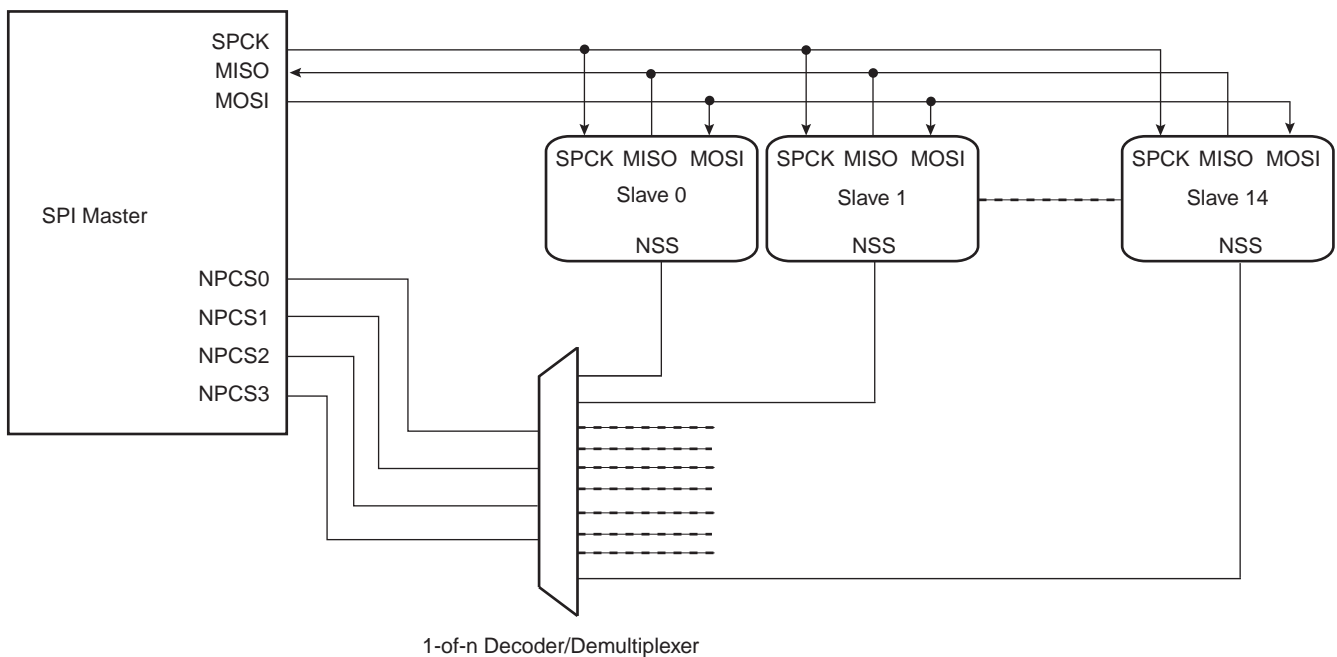 SPCK
MISO
MOSI
SPI Master
NPCS0
NPCS1
NPCS2
NPCS3
SPCK MISO MOSI
Slave 0
NSS
SPCK MISO MOSI
Slave 1
NSS
SPCK MISO MOSI
Slave 14
NSS
1-of-n Decoder/Demultiplexer